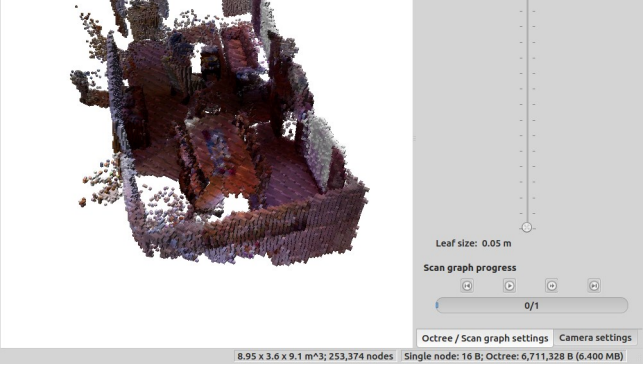 Leaf size: 0.05 m
Scan graph progress
0/1
Octree / Scan graph settings Camera settings
8.95 x 3.6 x 9.1 m^3; 253,374 nodes Single node: 16 B; Octree: 6,711,328 B (6.400 MB)